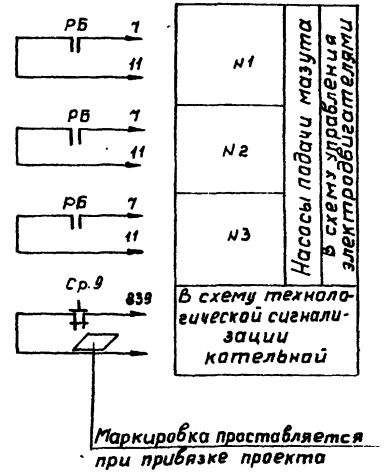 РБ 7
11
N1
РБ 7
11
N2
РБ 7
11
N3
Насосы подачи мазута
В схему управления
электродвигателями
Ср.9 839
В схему техноло-
гической сигнали-
зации
котельной
Маркировка проставляется
при привязке проекта